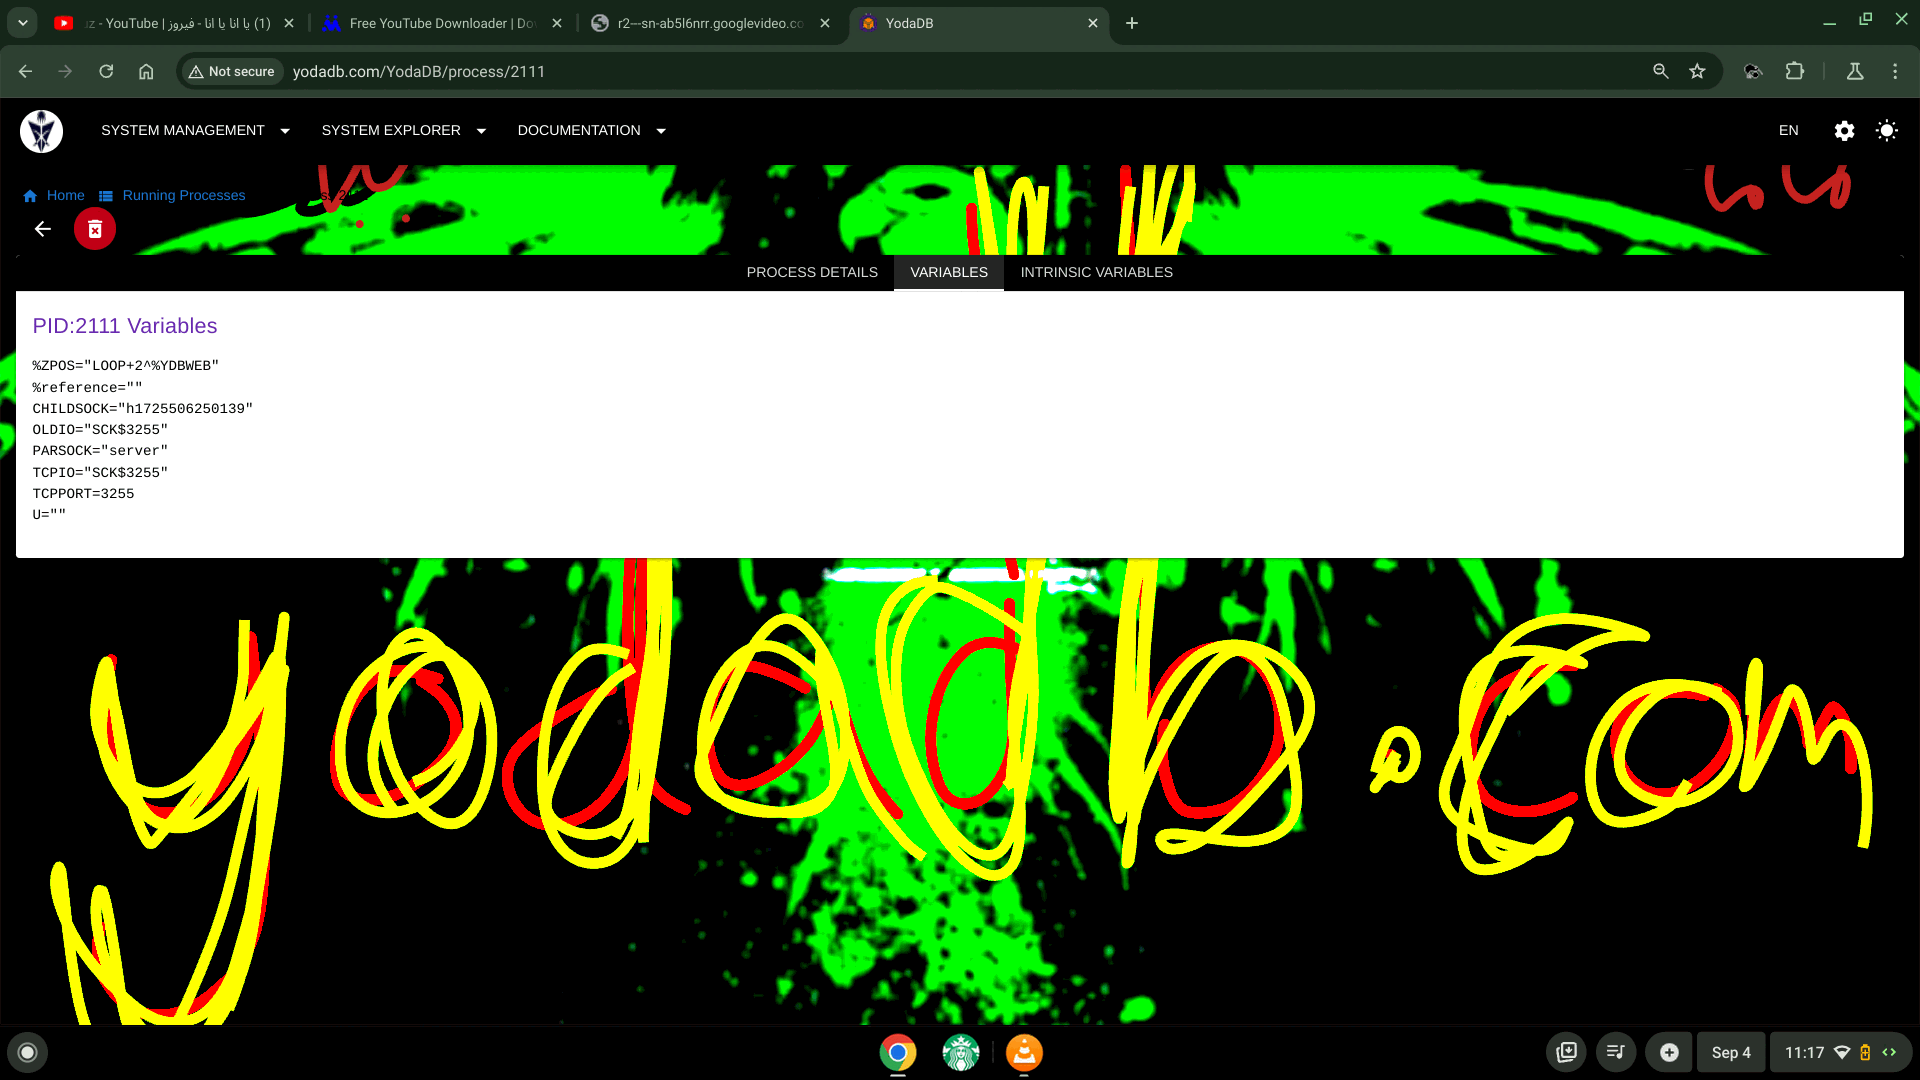 (1) يا انا يا انا - فيروز | YouTube - uz
Free YouTube Downloader | Do
r2---sn-ab5l6nrr.googlevideo.co
YodaDB
Not secure
yodadb.com/YodaDB/process/2111
SYSTEM MANAGEMENT
SYSTEM EXPLORER
DOCUMENTATION
EN
Home
Running Processes
PROCESS DETAILS
VARIABLES
INTRINSIC VARIABLES
PID:2111 Variables
%ZPOS="LOOP+2^%YDBWEB"
%reference=""
CHILDSOCK="h1725506250139"
OLDIO="SCK$3255"
PARSOCK="server"
TCPIO="SCK$3255"
TCPPORT=3255
U=""
yodadb.com
Sep 4
11:17